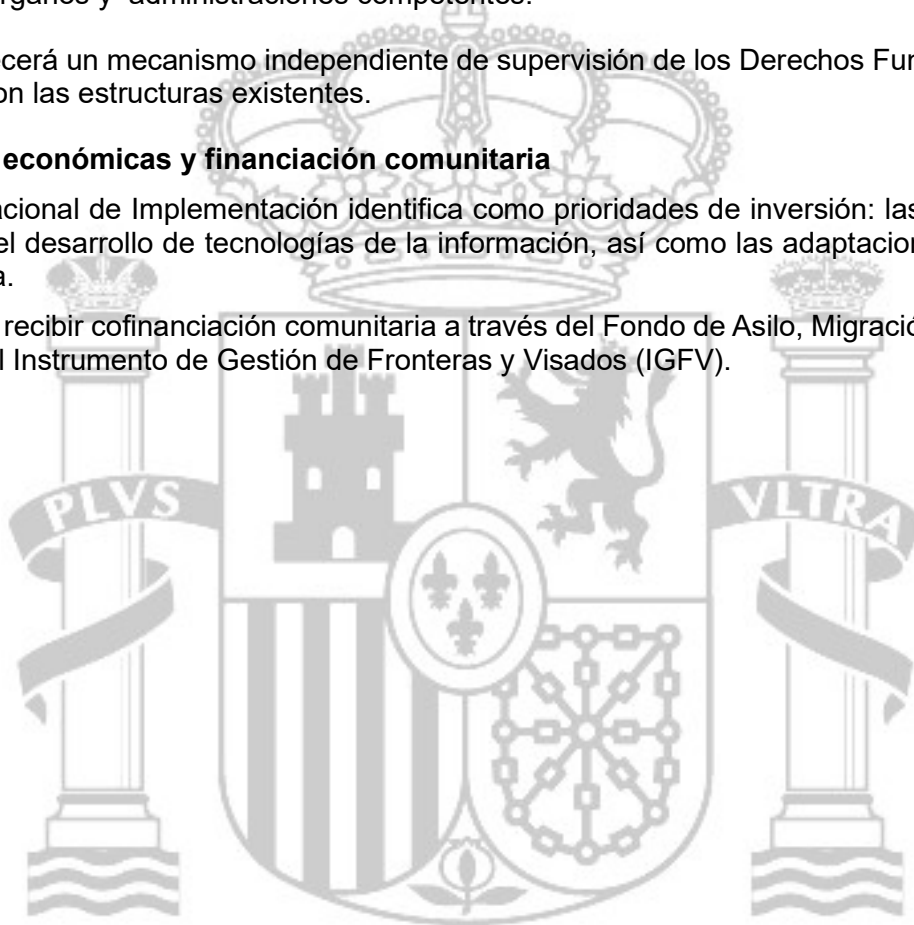 órganos y administraciones competentes.
cerá un mecanismo independiente de supervisión de los Derechos Fur
on las estructuras existentes.
económicas y financiación comunitaria
acional de Implementación identifica como prioridades de inversión: las
el desarrollo de tecnologías de la información, así como las adaptacion
a.
recibir cofinanciación comunitaria a través del Fondo de Asilo, Migració
l Instrumento de Gestión de Fronteras y Visados (IGFV).
PLVS
VLTRA